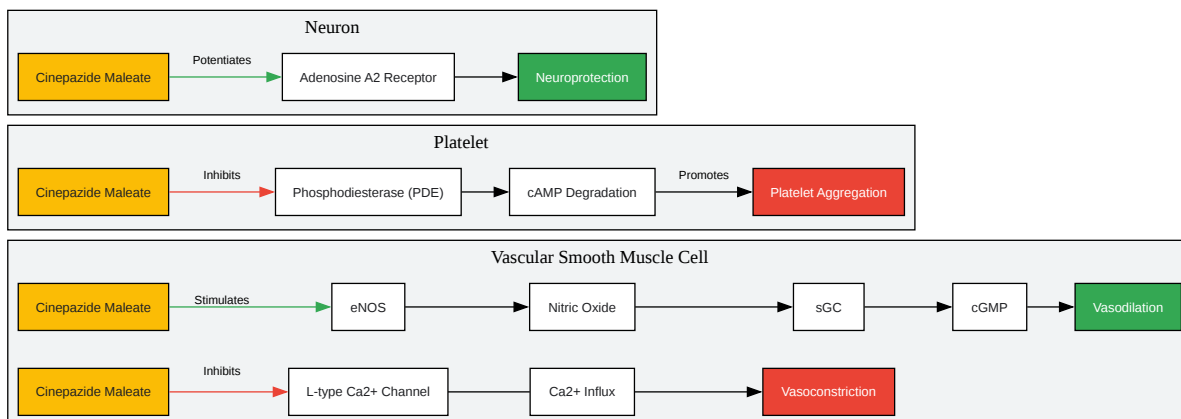 Neuron
Cinepazide Maleate
Potentiates
Adenosine A2 Receptor
Neuroprotection
Platelet
Cinepazide Maleate
Inhibits
Phosphodiesterase (PDE)
cAMP Degradation
Promotes
Platelet Aggregation
Vascular Smooth Muscle Cell
Cinepazide Maleate
Stimulates
eNOS
Nitric Oxide
sGC
cGMP
Vasodilation
Cinepazide Maleate
Inhibits
L-type Ca2+ Channel
Ca2+ Influx
Vasoconstriction